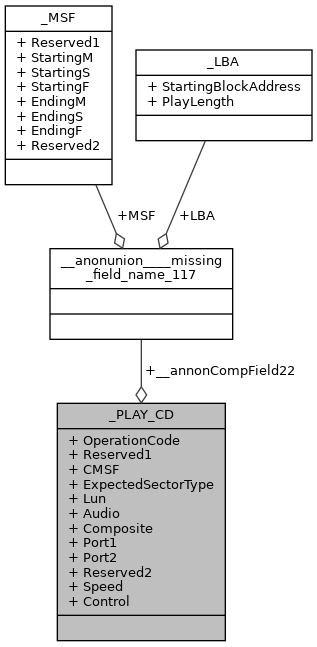 _MSF
+ Reserved1
+ StartingM
+ StartingS
+ StartingF
+ EndingM
+ EndingS
+ EndingF
+ Reserved2
_LBA
+ StartingBlockAddress
+ PlayLength
+MSF
+LBA
__anonunion____missing
_field_name_117
+__annonCompField22
_PLAY_CD
+ OperationCode
+ Reserved1
+ CMSF
+ ExpectedSectorType
+ Lun
+ Audio
+ Composite
+ Port1
+ Port2
+ Reserved2
+ Speed
+ Control